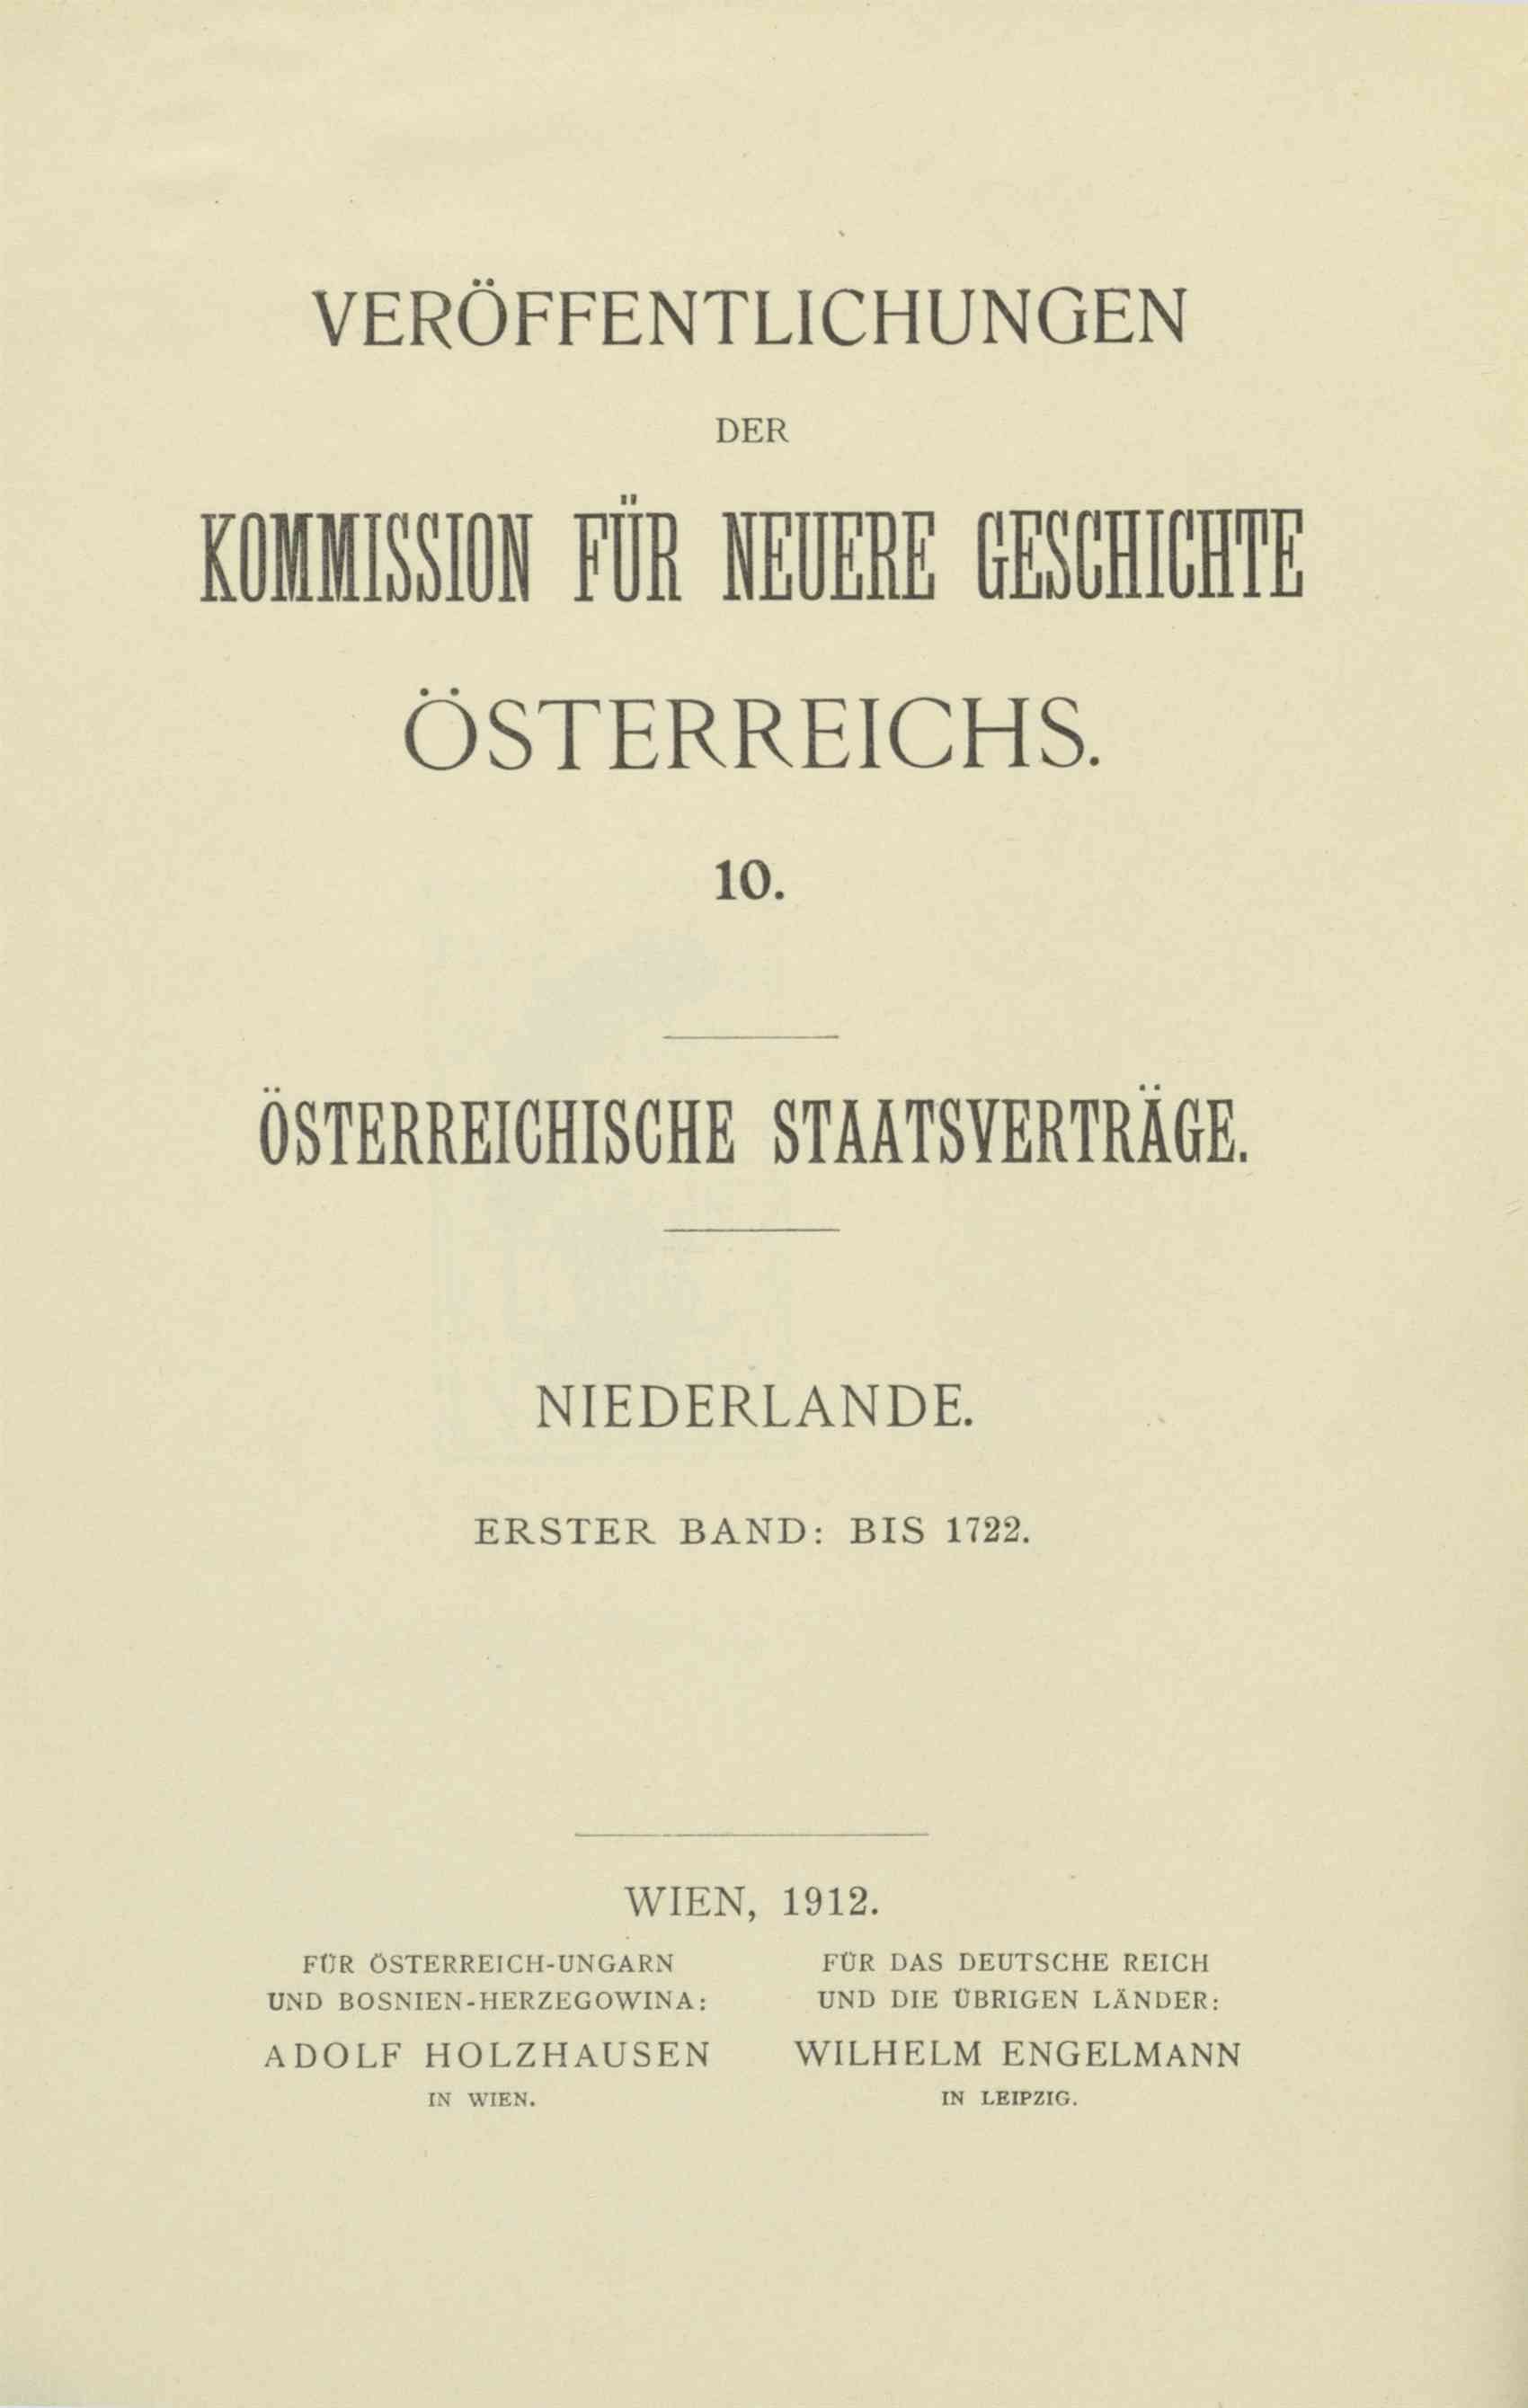 VERÖFFENTLICHUNGEN
DER
KOMMISSION FÜR NEUERE GESCHICHTE
ÖSTERREICHS.
10.
ÖSTERREICHISCHE STAATSVERTRÄGE.
NIEDERLANDE.
ERSTER BAND: BIS 1722.
WIEN, 1912.
FÜR ÖSTERREICH-UNGARN
UND BOSNIEN-HERZEGOWINA:
ADOLF HOLZHAUSEN
IN WIEN.
FÜR DAS DEUTSCHE REICH
UND DIE ÜBRIGEN LÄNDER:
WILHELM ENGELMANN
IN LEIPZIG.